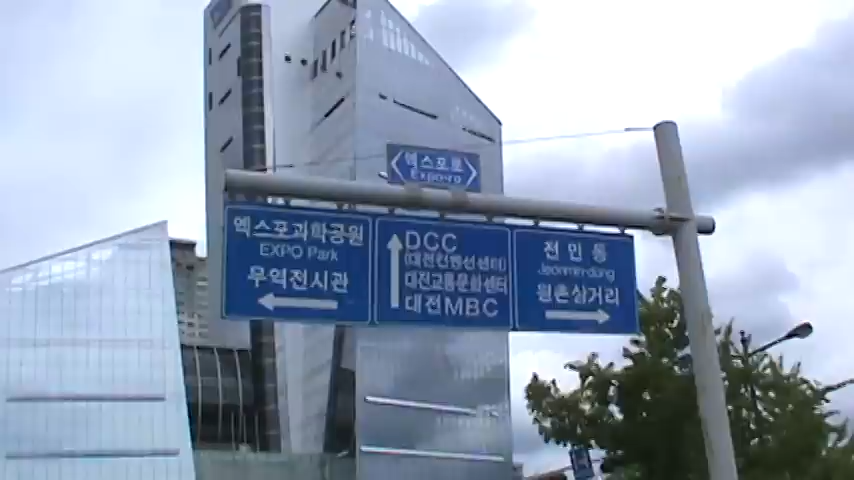 엑스포로
Expo-ro
엑스포과학공원
EXPO Park
무역전시관
DCC
(대전컨벤션센터)
대전교통문화센터
대전MBC
전민동
Jeonmin-dong
원촌삼거리